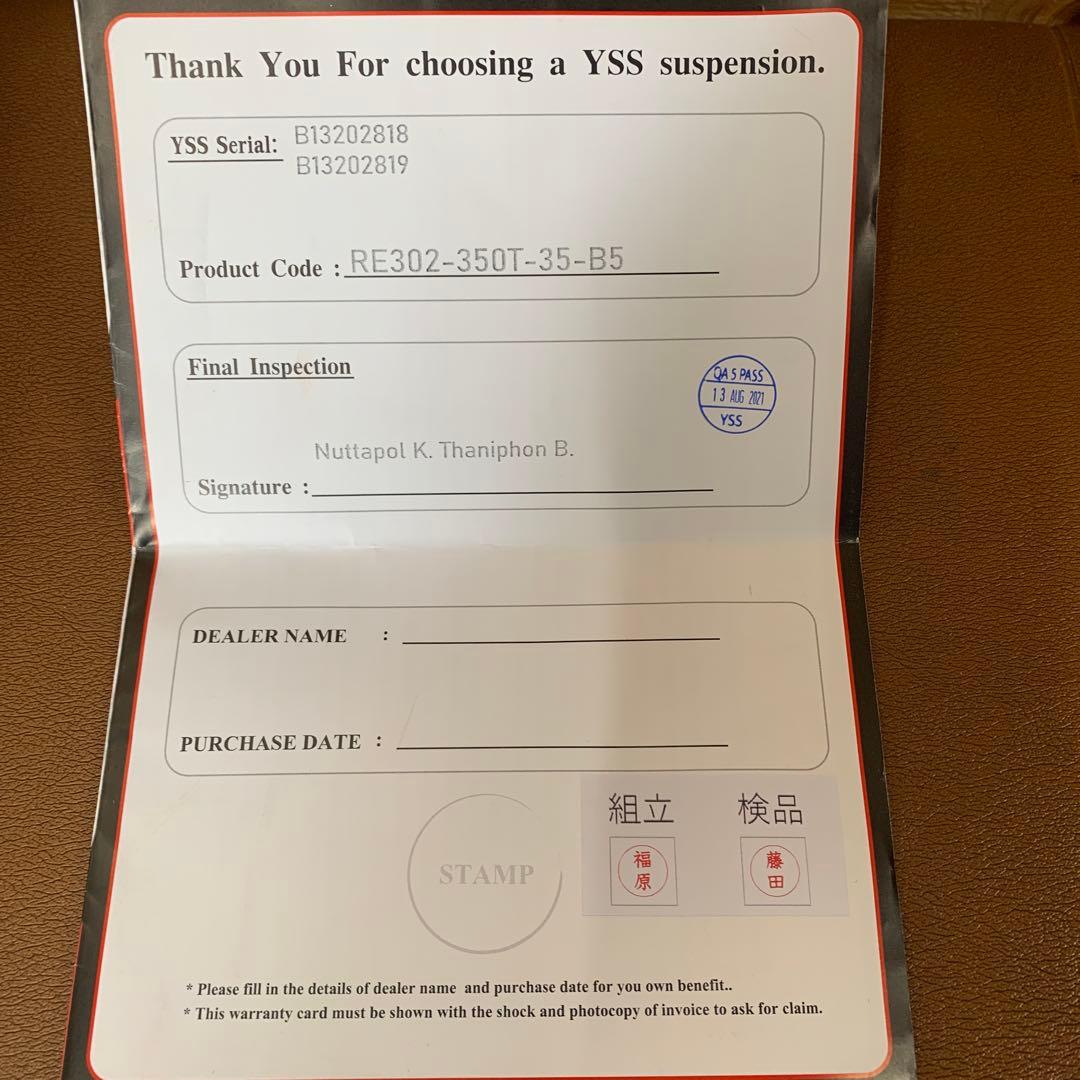 Thank You For choosing a YSS suspension.
YSS Serial: B13202818
B13202819
Product Code : RE302-350T-35-B5
Final Inspection
QA 5 PASS
13 AUG 2021
YSS
Nuttapol K. Thaniphon B.
Signature :
DEALER NAME :
PURCHASE DATE :
組立 検品
福原 藤田
STAMP
* Please fill in the details of dealer name and purchase date for you own benefit..
* This warranty card must be shown with the shock and photocopy of invoice to ask for claim.